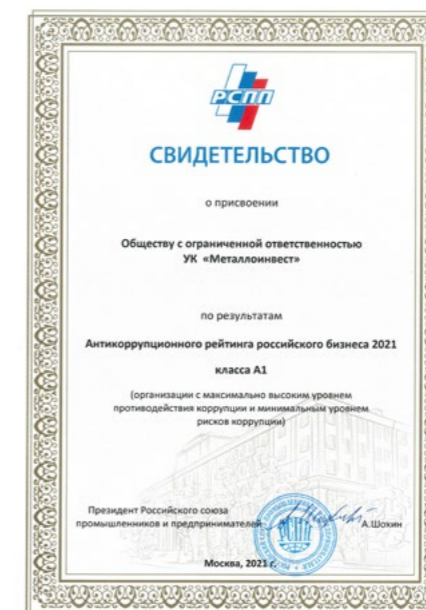 РСПП
СВИДЕТЕЛЬСТВО
о присвоении
Обществу с ограниченной ответственностью
УК «Металлоинвест»
по результатам
Антикоррупционного рейтинга российского бизнеса 2021
класса А1
(организации с максимально высоким уровнем
противодействия коррупции и минимальным уровнем
рисков коррупции)
Президент Российского союза
промышленников и предпринимателей
А.Шохин
Москва, 2021 г.